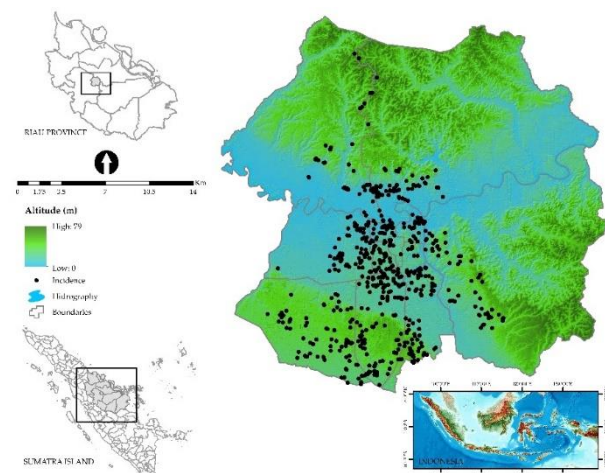 RIAU PROVINCE
0 1.75 3.5 7 10.5 14
Km
Altitude (m)
High: 79
Low: 0
Incidence
Hidrography
Boundaries
SUMATRA ISLAND
INDONESIA